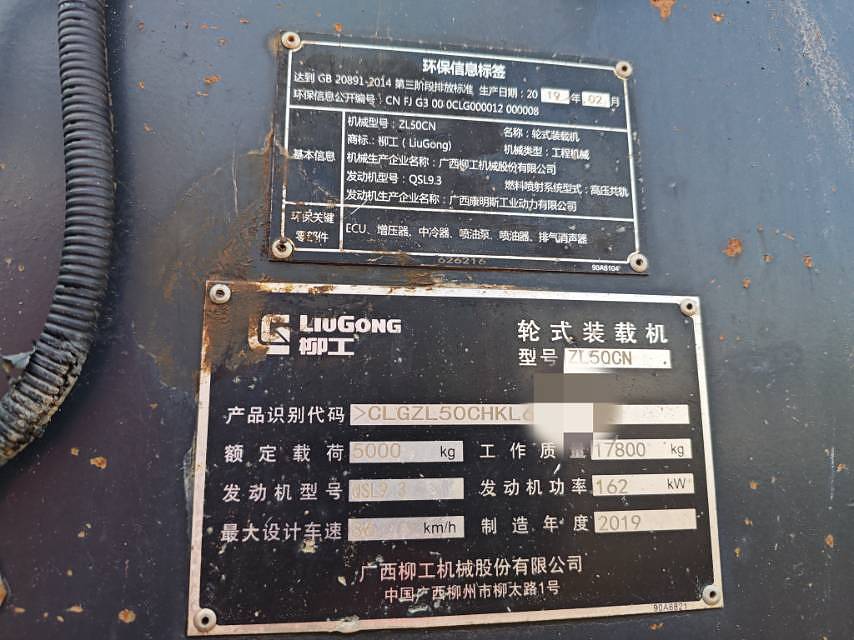 环保信息标签
达到 GB 20891-2014 第三阶段排放标准 生产日期：2019年02月
环保信息公开编号：CN FJ G3 00 0CLG000012 000008
基本信息
机械型号：ZL50CN 名称：轮式装载机
商标：柳工（LiuGong） 机械类型：工程机械
机械生产企业名称：广西柳工机械股份有限公司
发动机型号：QSL9.3 燃料喷射系统型式：高压共轨
发动机生产企业名称：广西康明斯工业动力有限公司
环保关键零部件
ECU、增压器、中冷器、喷油泵、喷油器、排气消声器
626216
90A6104
LIUGONG
柳工
轮式装载机
型号 ZL50CN
产品识别代码 >CLGZL50CHKL
额定载荷 5000 kg 工作质量 17800 kg
发动机型号 QSL9.3 发动机功率 162 kW
最大设计车速 36 km/h 制造年度 2019
广西柳工机械股份有限公司
中国广西柳州市柳太路1号
90A6821